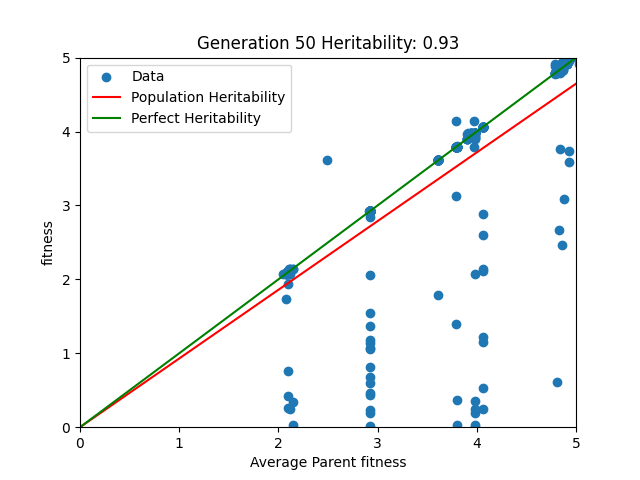 Generation 50 Heritability: 0.93
Data
Population Heritability
Perfect Heritability
fitness
5
4
3
2
1
0
0 1 2 3 4 5
Average Parent fitness